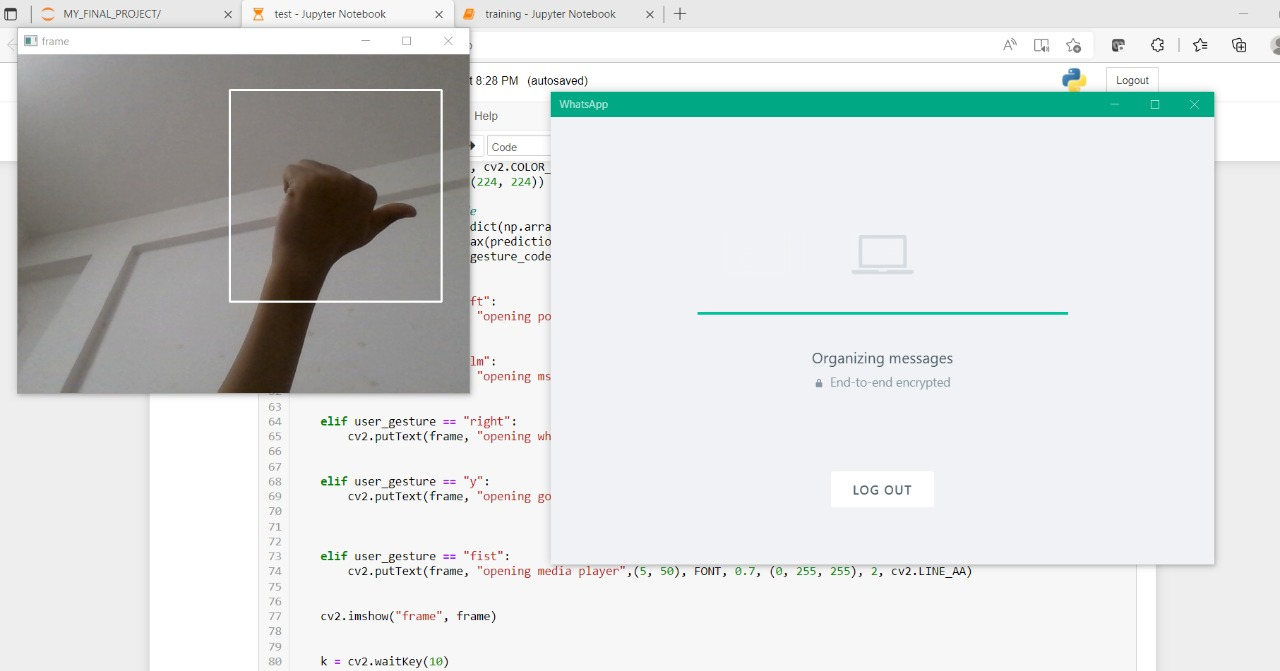 MY_FINAL_PROJECT/
test - Jupyter Notebook
training - Jupyter Notebook
frame
t 8:28 PM (autosaved)
Logout
Help
Code
WhatsApp
, cv2.COLOR_
(224, 224))
e
dict(np.arra
ax(predictio
gesture_code
ft":
"opening po
lm":
"opening ms
Organizing messages
End-to-end encrypted
LOG OUT
63
64 elif user_gesture == "right":
65 cv2.putText(frame, "opening wh
66
67
68 elif user_gesture == "y":
69 cv2.putText(frame, "opening go
70
71
72
73 elif user_gesture == "fist":
74 cv2.putText(frame, "opening media player",(5, 50), FONT, 0.7, (0, 255, 255), 2, cv2.LINE_AA)
75
76
77 cv2.imshow("frame", frame)
78
79
80 k = cv2.waitKey(10)